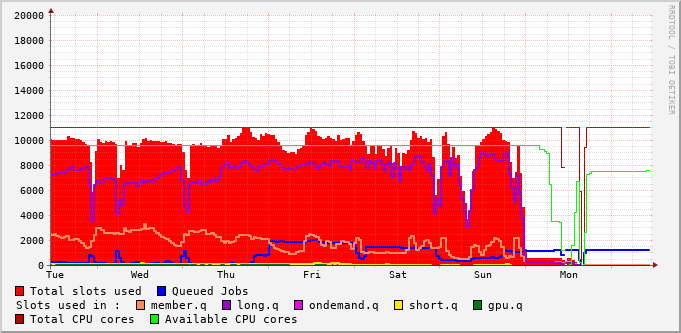 20000
18000
16000
14000
12000
10000
8000
6000
4000
2000
0
Tue Wed Thu Fri Sat Sun Mon
Total slots used Queued Jobs
Slots used in : member.q long.q ondemand.q short.q gpu.q
Total CPU cores Available CPU cores
RRDTOOL / TOBI OETIKER